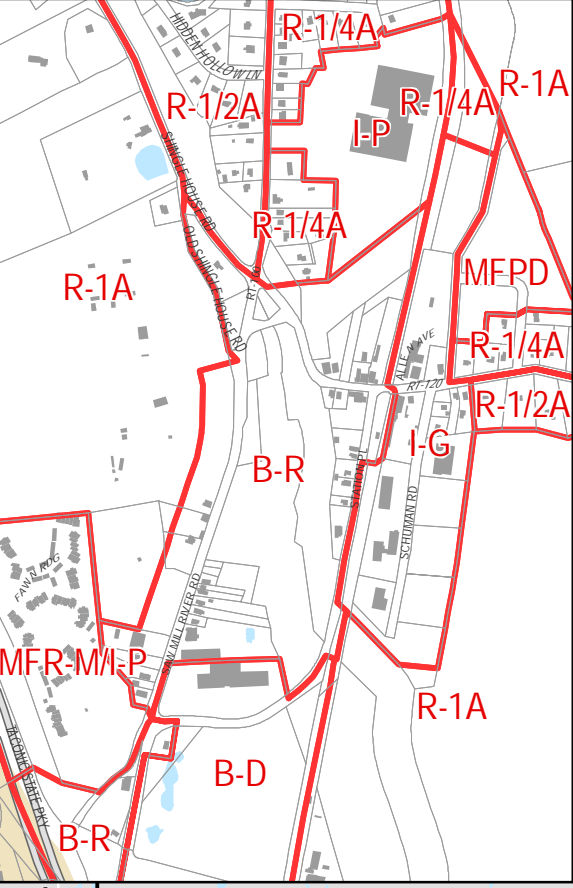 R-1/4A
HIDDEN HOLLOW LN
R-1A
R-1/2A
R-1/4A
I-P
SHINGLE HOUSE RD
R-1/4A
OLD SHINGLE HOUSE RD
RT-100
R-1A
MFPD
ALLEN AVE
R-1/4A
RT-120
R-1/2A
I-G
B-R
STATION PL
SCHUMAN RD
FAWN RDG
SAW MILL RIVER RD
MFR-M/I-P
R-1A
TACONIC STATE PKY
B-D
B-R